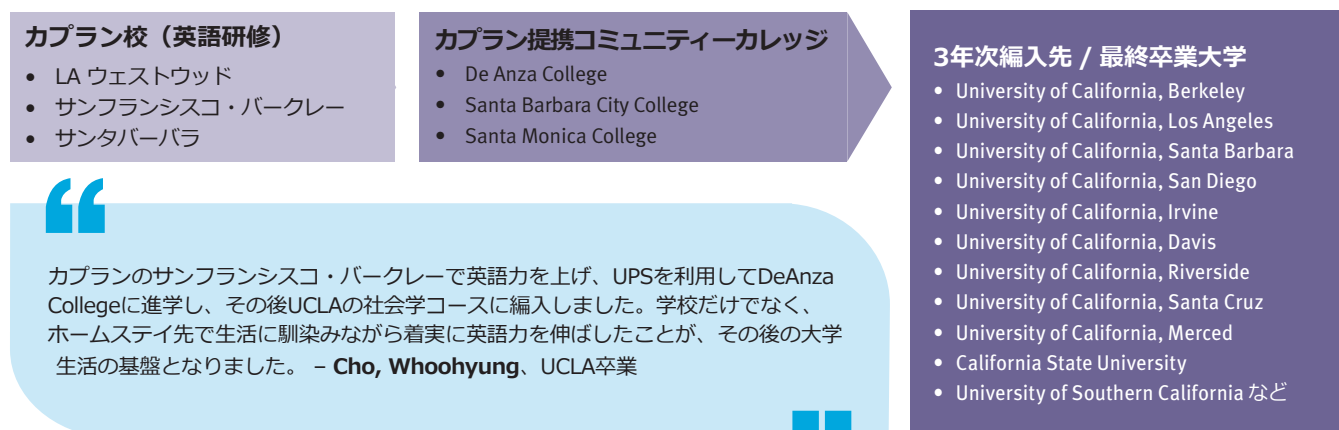 カプラン校（英語研修）
• LA ウェストウッド
• サンフランシスコ・バークレー
• サンタバーバラ
カプラン提携コミュニティーカレッジ
• De Anza College
• Santa Barbara City College
• Santa Monica College
3年次編入先 / 最終卒業大学
• University of California, Berkeley
• University of California, Los Angeles
• University of California, Santa Barbara
• University of California, San Diego
• University of California, Irvine
• University of California, Davis
• University of California, Riverside
• University of California, Santa Cruz
• University of California, Merced
• California State University
• University of Southern California など
“
カプランのサンフランシスコ・バークレーで英語力を上げ、UPSを利用してDeAnza
Collegeに進学し、その後UCLAの社会学コースに編入しました。学校だけでなく、
ホームステイ先で生活に馴染みながら着実に英語力を伸ばしたことが、その後の大学
生活の基盤となりました。 – Cho, Whoohyung、UCLA卒業
”